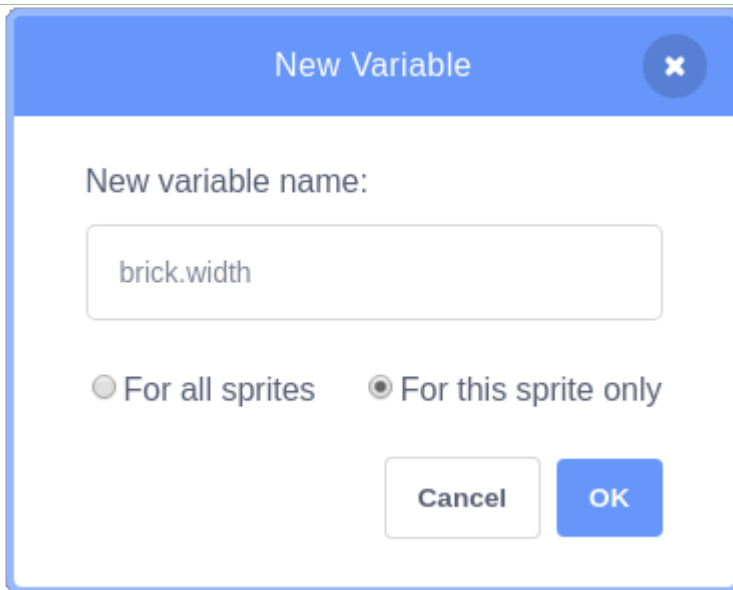 New Variable
New variable name:
brick.width
For all sprites
For this sprite only
Cancel
OK